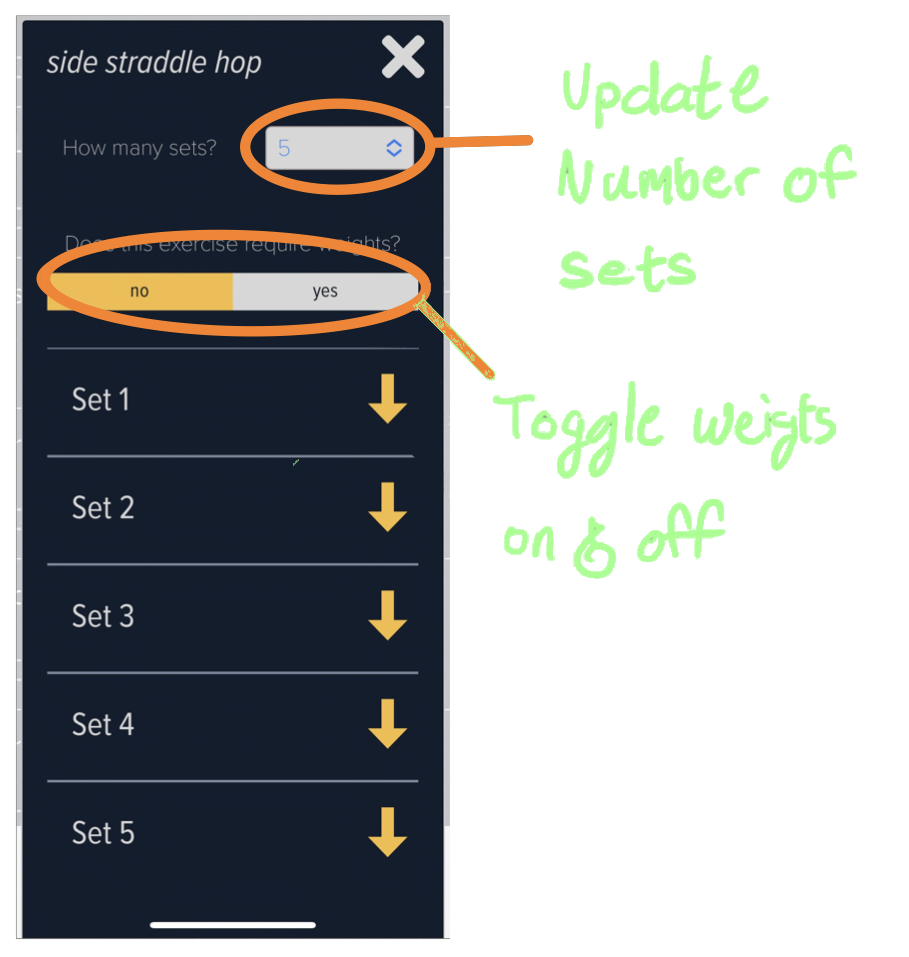 side straddle hop
How many sets?
5
Does this exercise require weights?
no
yes
Set 1
Set 2
Set 3
Set 4
Set 5
Update
Number of
sets
Toggle weigts
on & off